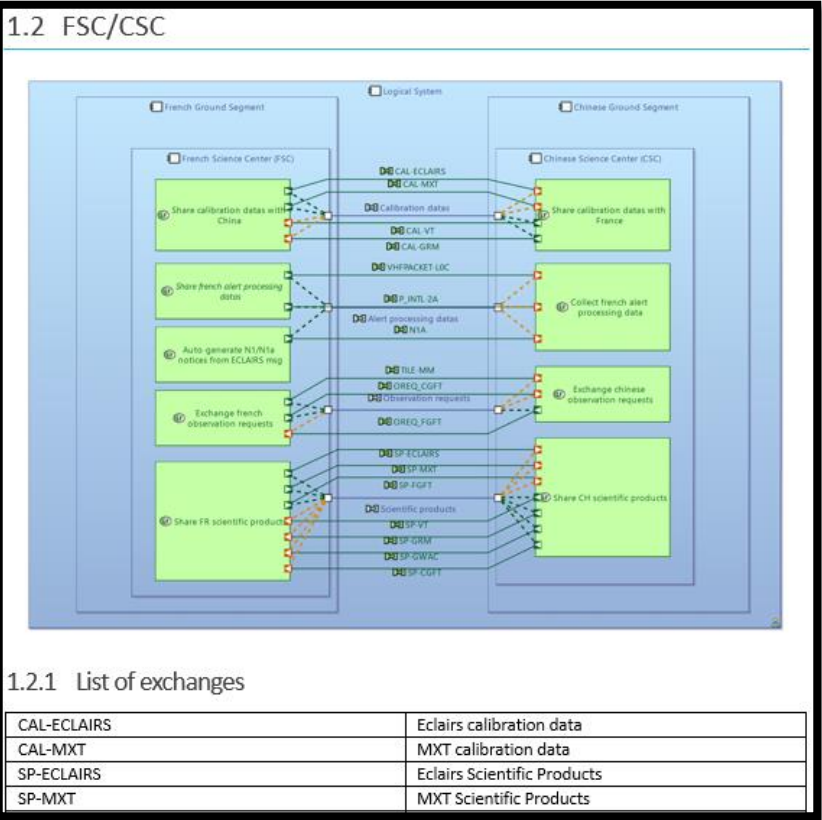 1.2 FSC/CSC
Logical System
French Ground Segment
Chinese Ground Segment
French Science Center (FSC)
Chinese Science Center (CSC)
CAL-ECLAIRS
CAL-MXT
Share calibration datas with
China
Calibration datas
Share calibration datas with
France
CAL-VT
CAL-GRM
VHFPACKET-L0C
Share french alert processing
datas
P_INTL-2A
Collect french alert
processing data
Alert processing datas
N1A
Auto generate N1/N1a
notices from ECLAIRS msg
TILE-MM
OREQ_CGFT
Observation requests
Exchange french
observation requests
Exchange chinese
observation requests
OREQ_FGFT
SP-ECLAIRS
SP-MXT
SP-FGFT
Share CH scientific products
Scientific products
Share FR scientific products
SP-VT
SP-GRM
SP-GWAC
SP-CGFT
1.2.1 List of exchanges
CAL-ECLAIRS Eclairs calibration data
CAL-MXT MXT calibration data
SP-ECLAIRS Eclairs Scientific Products
SP-MXT MXT Scientific Products